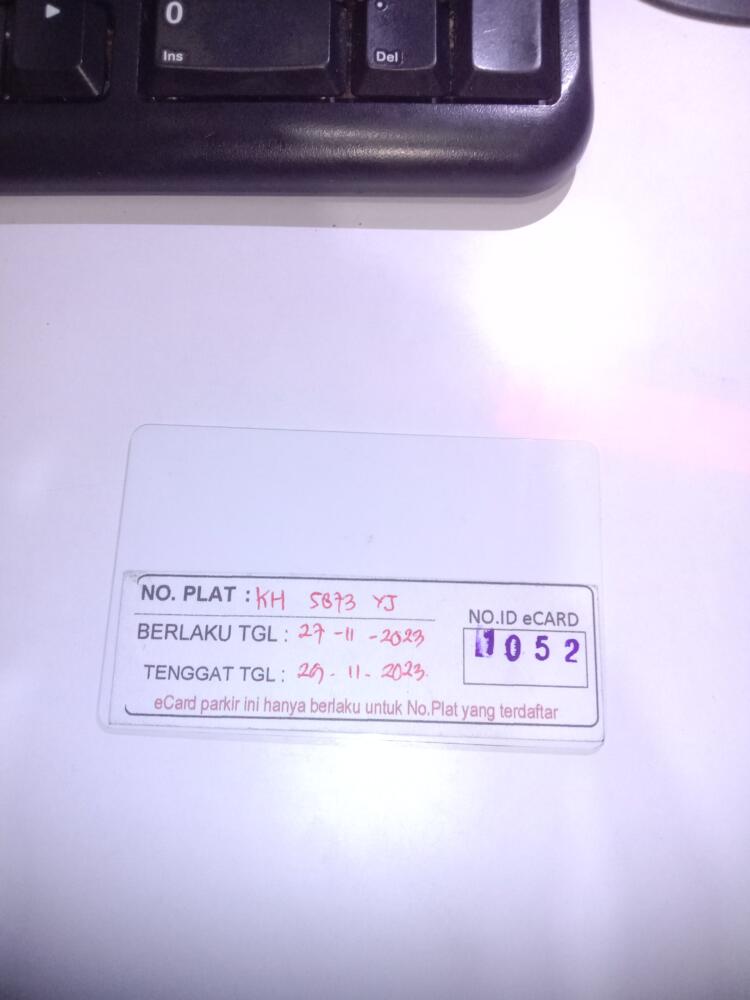 0
Ins
.
Del
NO. PLAT : KH 5873 YJ
BERLAKU TGL : 27 - 11 - 2023
TENGGAT TGL : 29 - 11 - 2023
NO.ID eCARD
1052
eCard parkir ini hanya berlaku untuk No.Plat yang terdaftar